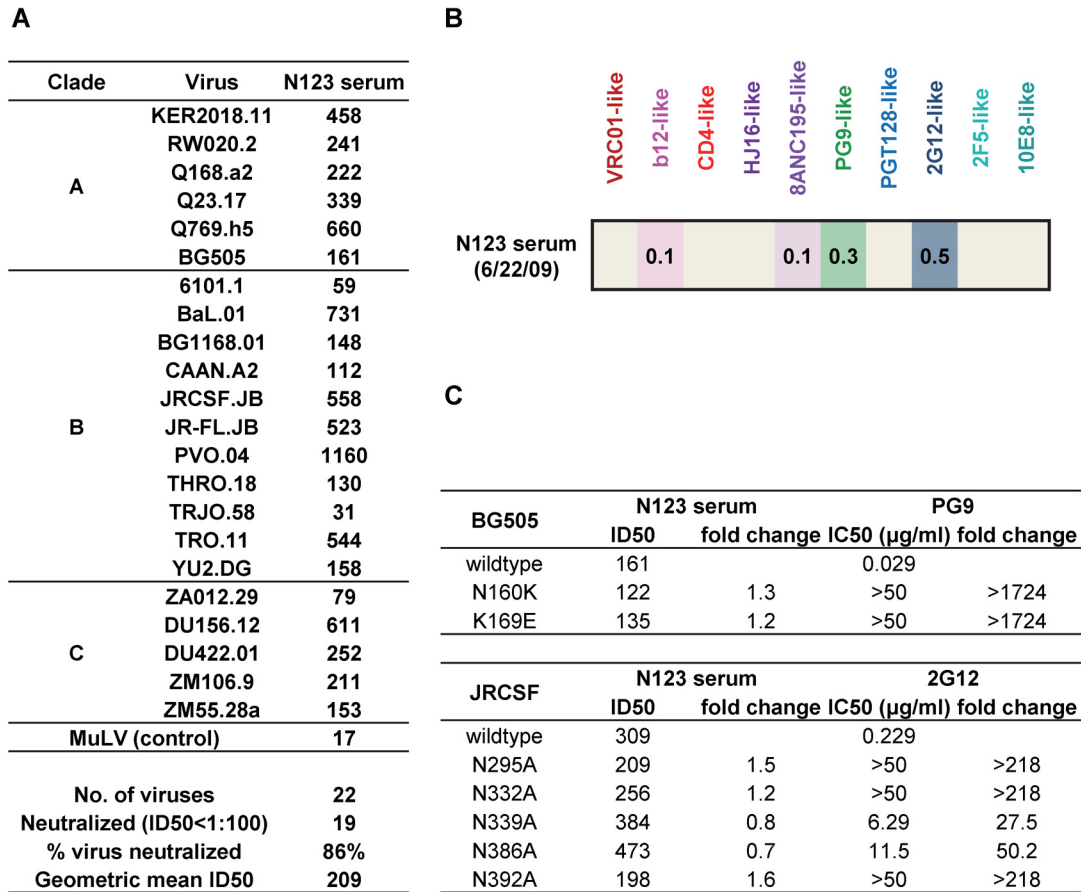 A
Clade Virus N123 serum
A
KER2018.11 458
RW020.2 241
Q168.a2 222
Q23.17 339
Q769.h5 660
BG505 161
B
6101.1 59
BaL.01 731
BG1168.01 148
CAAN.A2 112
JRCSF.JB 558
JR-FL.JB 523
PVO.04 1160
THRO.18 130
TRJO.58 31
TRO.11 544
YU2.DG 158
C
ZA012.29 79
DU156.12 611
DU422.01 252
ZM106.9 211
ZM55.28a 153
MuLV (control) 17
No. of viruses 22
Neutralized (ID50<1:100) 19
% virus neutralized 86%
Geometric mean ID50 209
B
VRC01-like
b12-like
CD4-like
HJ16-like
8ANC195-like
PG9-like
PGT128-like
2G12-like
2F5-like
10E8-like
N123 serum
(6/22/09)
0.1 0.1 0.3 0.5
C
BG505 N123 serum PG9
ID50 fold change IC50 (µg/ml) fold change
wildtype 161 0.029
N160K 122 1.3 >50 >1724
K169E 135 1.2 >50 >1724
JRCSF N123 serum 2G12
ID50 fold change IC50 (µg/ml) fold change
wildtype 309 0.229
N295A 209 1.5 >50 >218
N332A 256 1.2 >50 >218
N339A 384 0.8 6.29 27.5
N386A 473 0.7 11.5 50.2
N392A 198 1.6 >50 >218